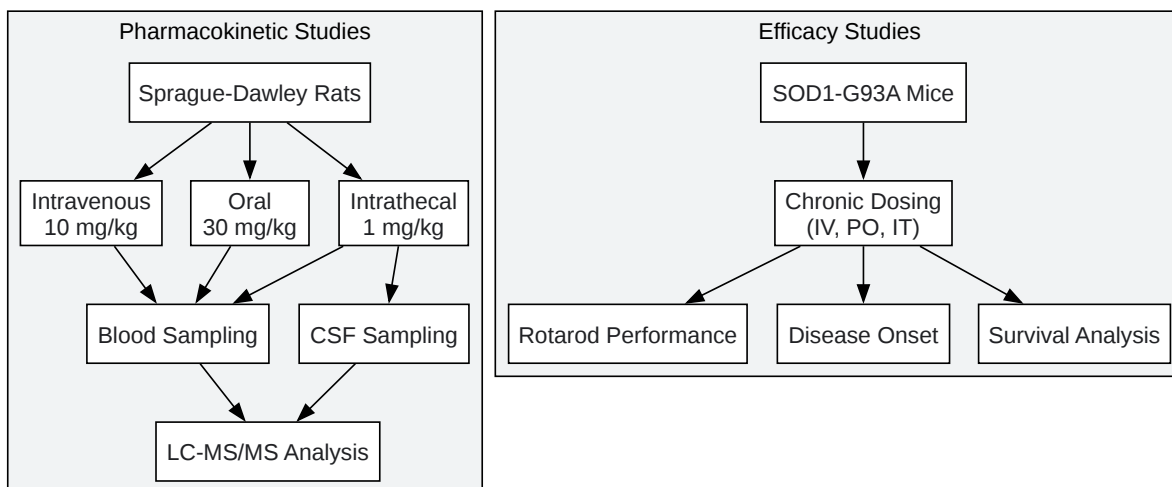 Pharmacokinetic Studies
Sprague-Dawley Rats
Intravenous
10 mg/kg
Oral
30 mg/kg
Intrathecal
1 mg/kg
Blood Sampling
CSF Sampling
LC-MS/MS Analysis
Efficacy Studies
SOD1-G93A Mice
Chronic Dosing
(IV, PO, IT)
Rotarod Performance
Disease Onset
Survival Analysis